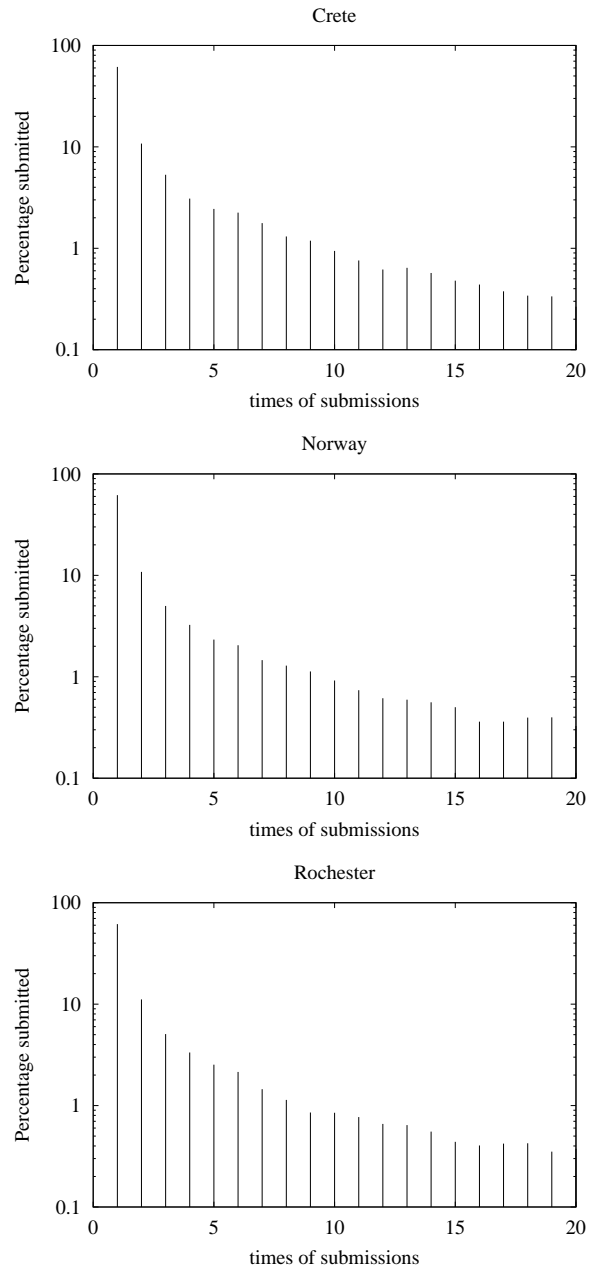 Crete
100
10
1
0.1
Percentage submitted
0 5 10 15 20
times of submissions
Norway
100
10
1
0.1
Percentage submitted
0 5 10 15 20
times of submissions
Rochester
100
10
1
0.1
Percentage submitted
0 5 10 15 20
times of submissions